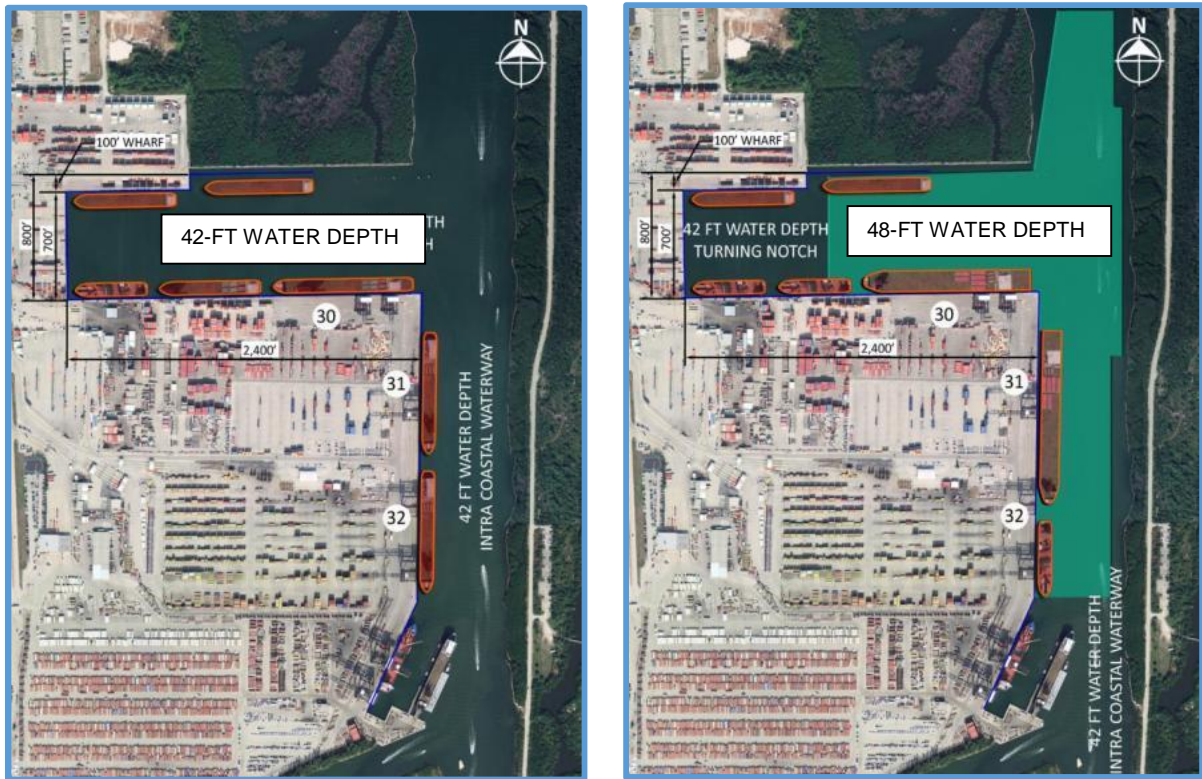 N
100' WHARF
800'
700'
42-FT WATER DEPTH
TH
30
2,400'
31
32
42 FT WATER DEPTH
INTRA COASTAL WATERWAY
N
100' WHARF
800'
700'
42 FT WATER DEPTH
TURNING NOTCH
48-FT WATER DEPTH
30
2,400'
31
32
42 FT WATER DEPTH
INTRA COASTAL WATERWAY